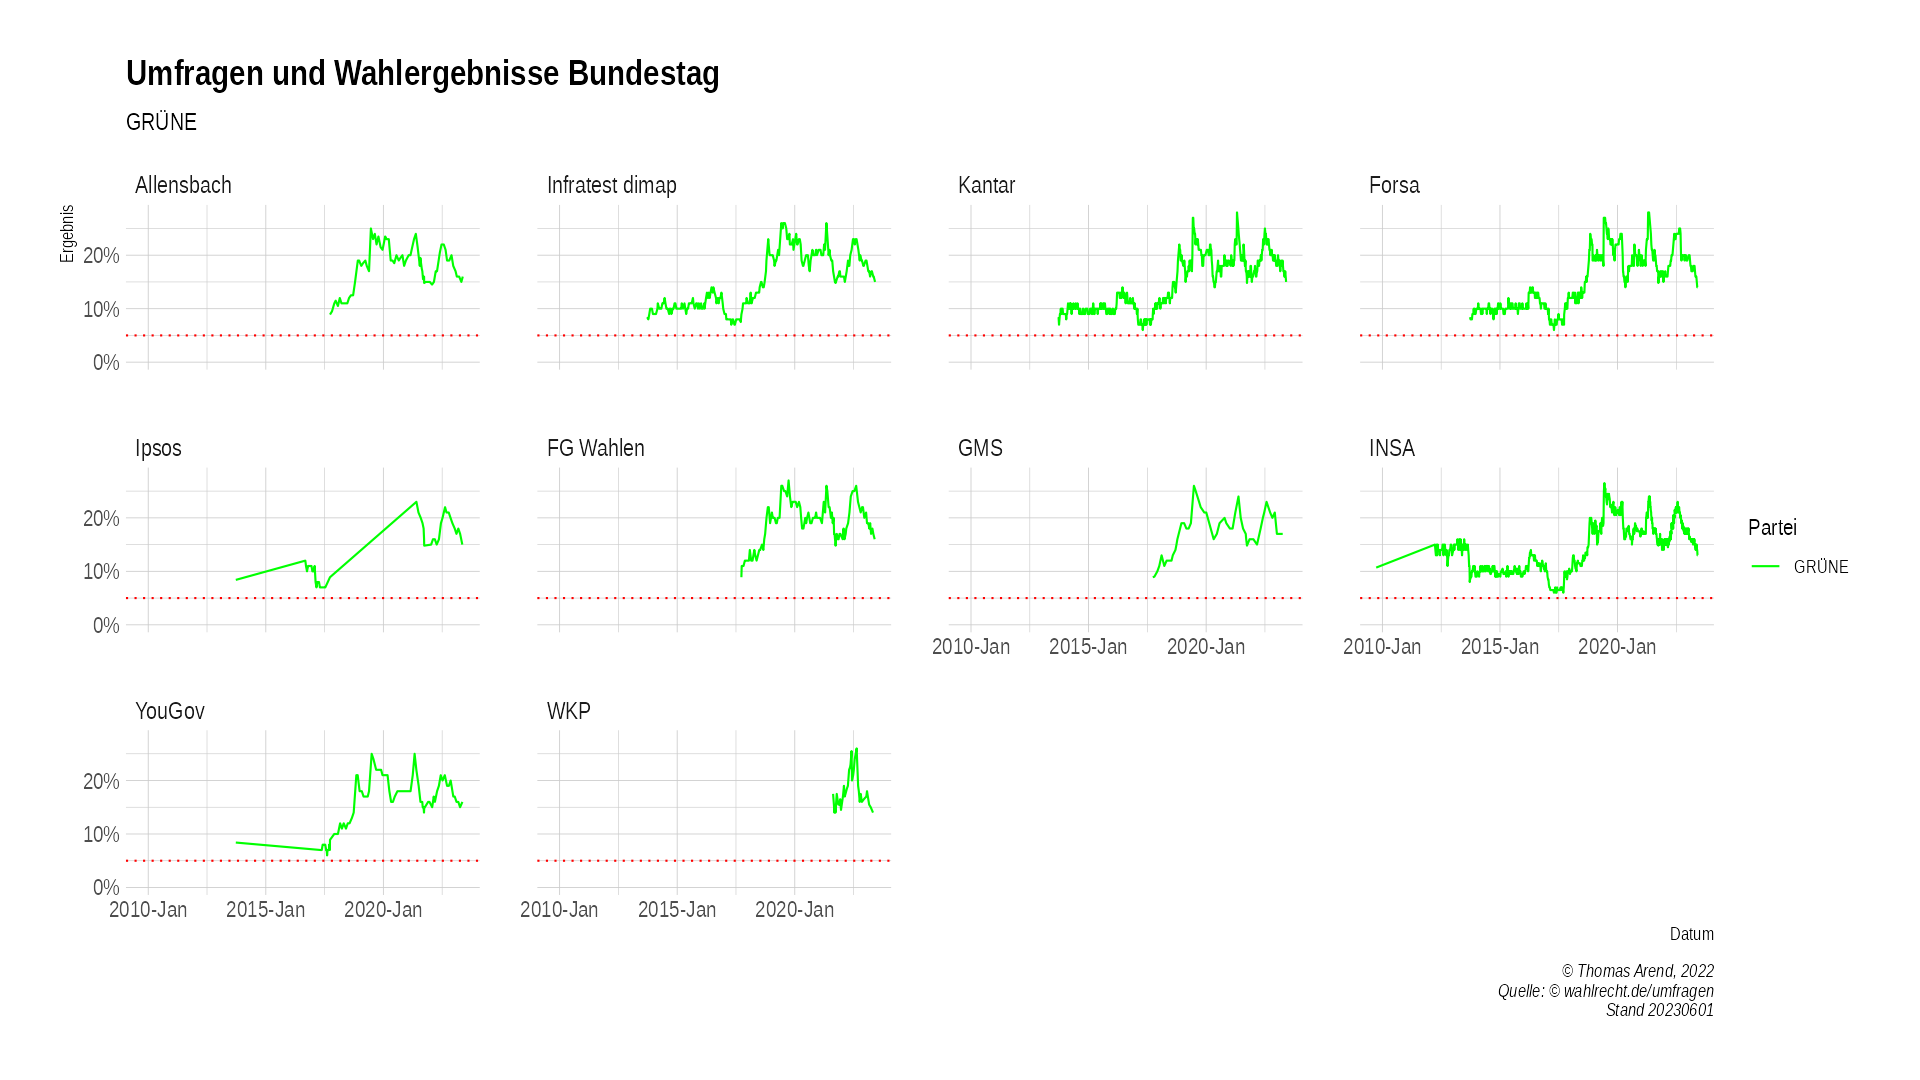 Umfragen und Wahlergebnisse Bundestag
GRÜNE
Allensbach
Infratest dimap
Kantar
Forsa
Ergebnis
20%
10%
0%
Ipsos
FG Wahlen
GMS
INSA
20%
10%
0%
2010-Jan
2015-Jan
2020-Jan
2010-Jan
2015-Jan
2020-Jan
Partei
GRÜNE
YouGov
WKP
20%
10%
0%
2010-Jan
2015-Jan
2020-Jan
2010-Jan
2015-Jan
2020-Jan
Datum
© Thomas Arend, 2022
Quelle: © wahlrecht.de/umfragen
Stand 20230601